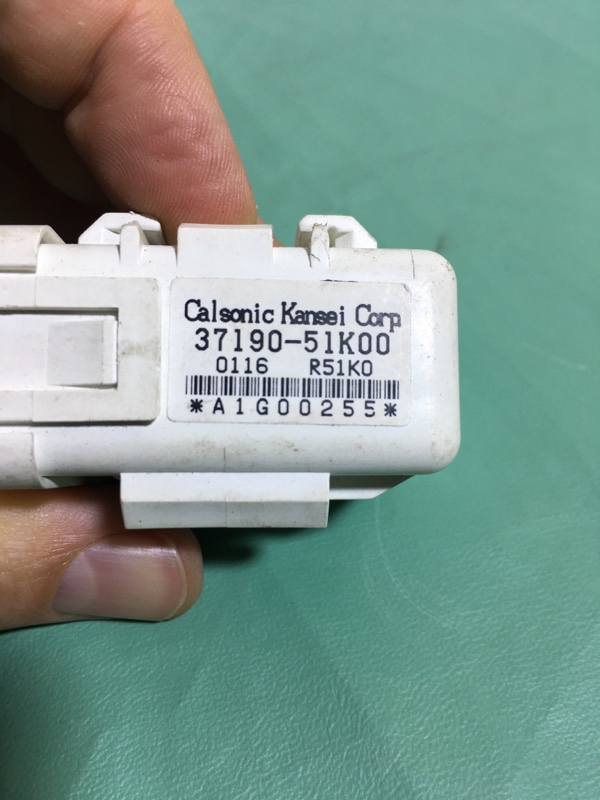 Calsonic Kansei Corp.
37190-51K00
0116 R51K0
*A1G00255*